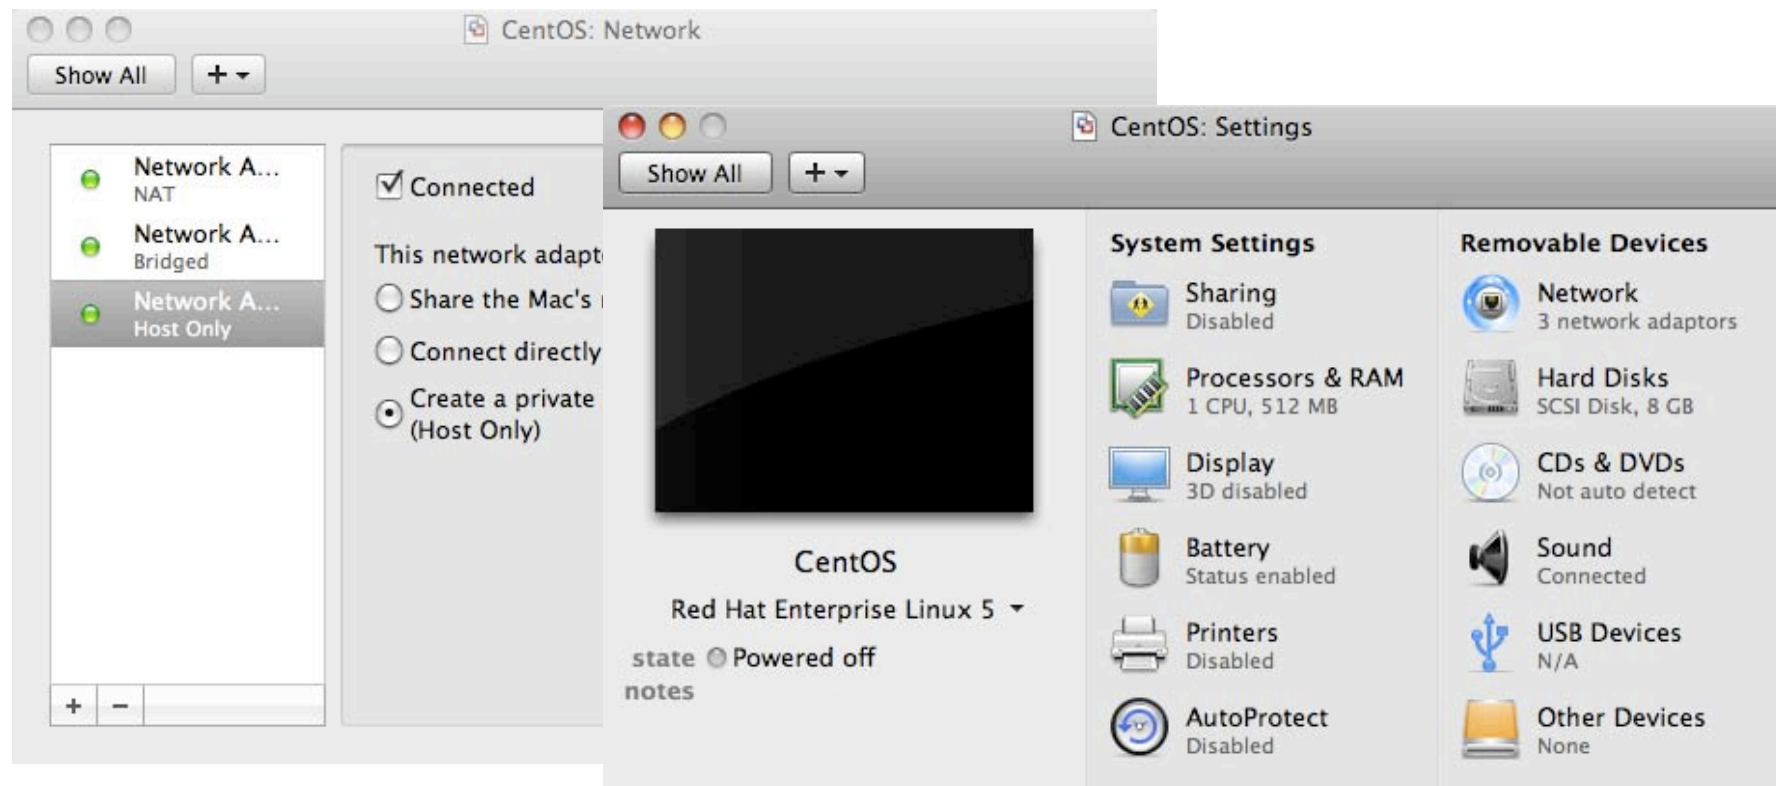 CentOS: Network
Show All
Network A...
NAT
Network A...
Bridged
Network A...
Host Only
Connected
This network adapt
Share the Mac's
Connect directly
Create a private
(Host Only)
CentOS: Settings
Show All
CentOS
Red Hat Enterprise Linux 5
state Powered off
notes
System Settings
Sharing
Disabled
Processors & RAM
1 CPU, 512 MB
Display
3D disabled
Battery
Status enabled
Printers
Disabled
AutoProtect
Disabled
Removable Devices
Network
3 network adaptors
Hard Disks
SCSI Disk, 8 GB
CDs & DVDs
Not auto detect
Sound
Connected
USB Devices
N/A
Other Devices
None